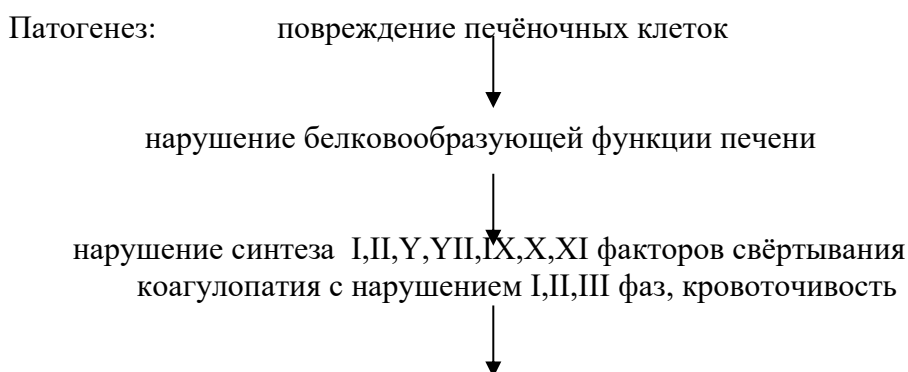 Патогенез: повреждение печёночных клеток
нарушение белковообразующей функции печени
нарушение синтеза I,II,Y,YII,IX,X,XI факторов свёртывания
коагулопатия с нарушением I,II,III фаз, кровоточивость